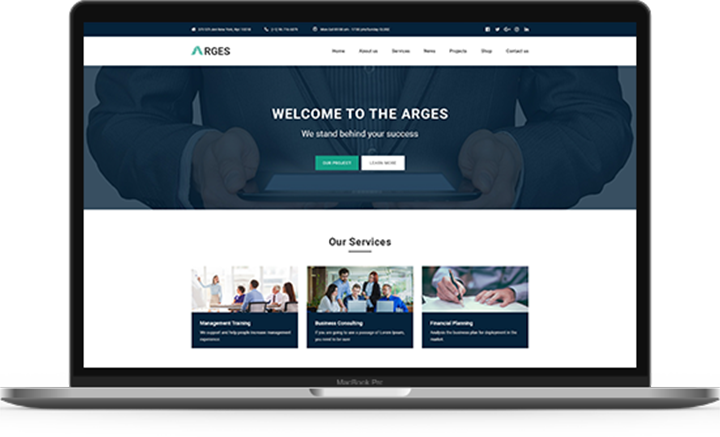 ARGES
Home About us Services News Projects Shop Contact us
WELCOME TO THE ARGES
We stand behind your success
OUR PROJECT LEARN MORE
Our Services
Management Training
We support and help people increase management
experience
Business Consulting
If you are going to use a passage of Lorem Ipsum,
you need to be sure
Financial Planning
Analysis the business plan for deployment in the
market
MacBook Pro